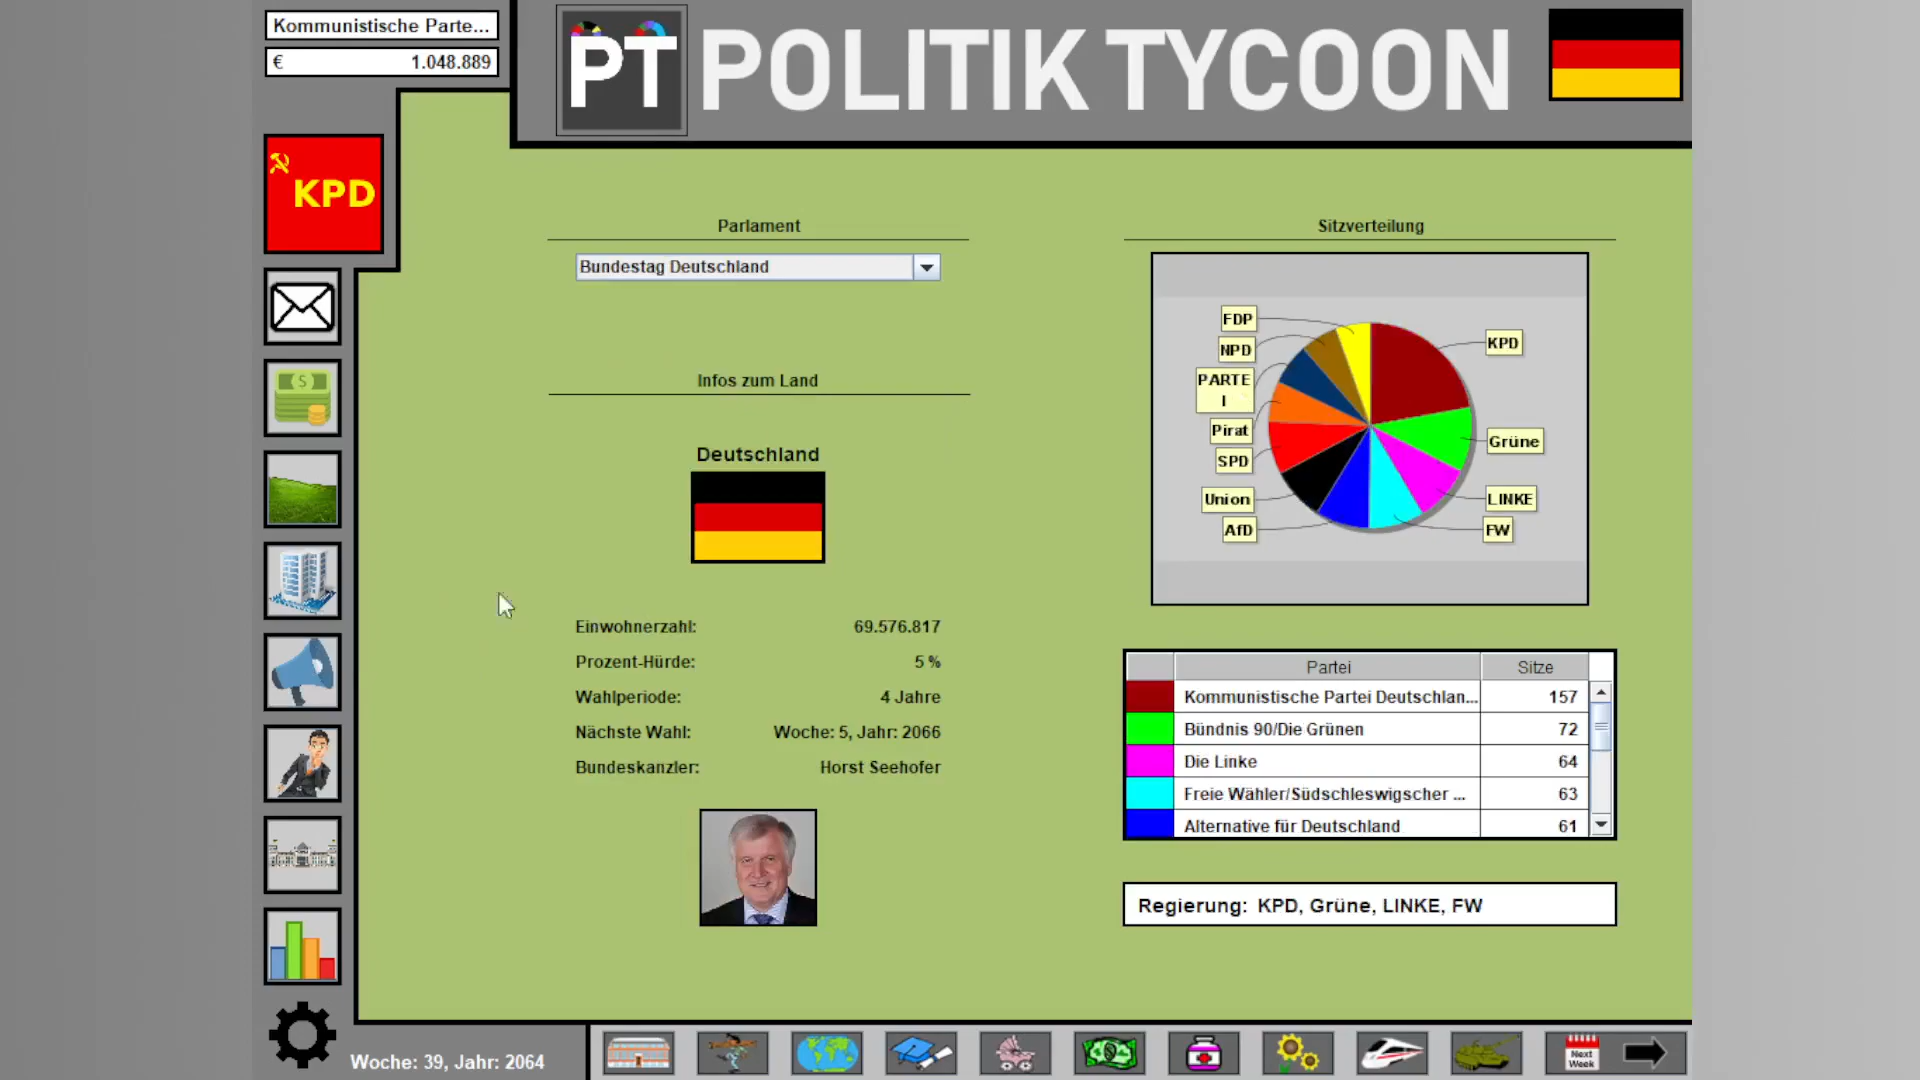 Kommunistische Parte...
€ 1.048.889
PT POLITIK TYCOON
KPD
Parlament
Bundestag Deutschland
Infos zum Land
Deutschland
Einwohnerzahl: 69.576.817
Prozent-Hürde: 5 %
Wahlperiode: 4 Jahre
Nächste Wahl: Woche: 5, Jahr: 2066
Bundeskanzler: Horst Seehofer
Sitzverteilung
FDP
NPD
PARTE
I
Pirat
SPD
Union
AfD
KPD
Grüne
LINKE
FW
Partei Sitze
Kommunistische Partei Deutschlan... 157
Bündnis 90/Die Grünen 72
Die Linke 64
Freie Wähler/Südschleswigscher ... 63
Alternative für Deutschland 61
Regierung: KPD, Grüne, LINKE, FW
Woche: 39, Jahr: 2064
Next
Week